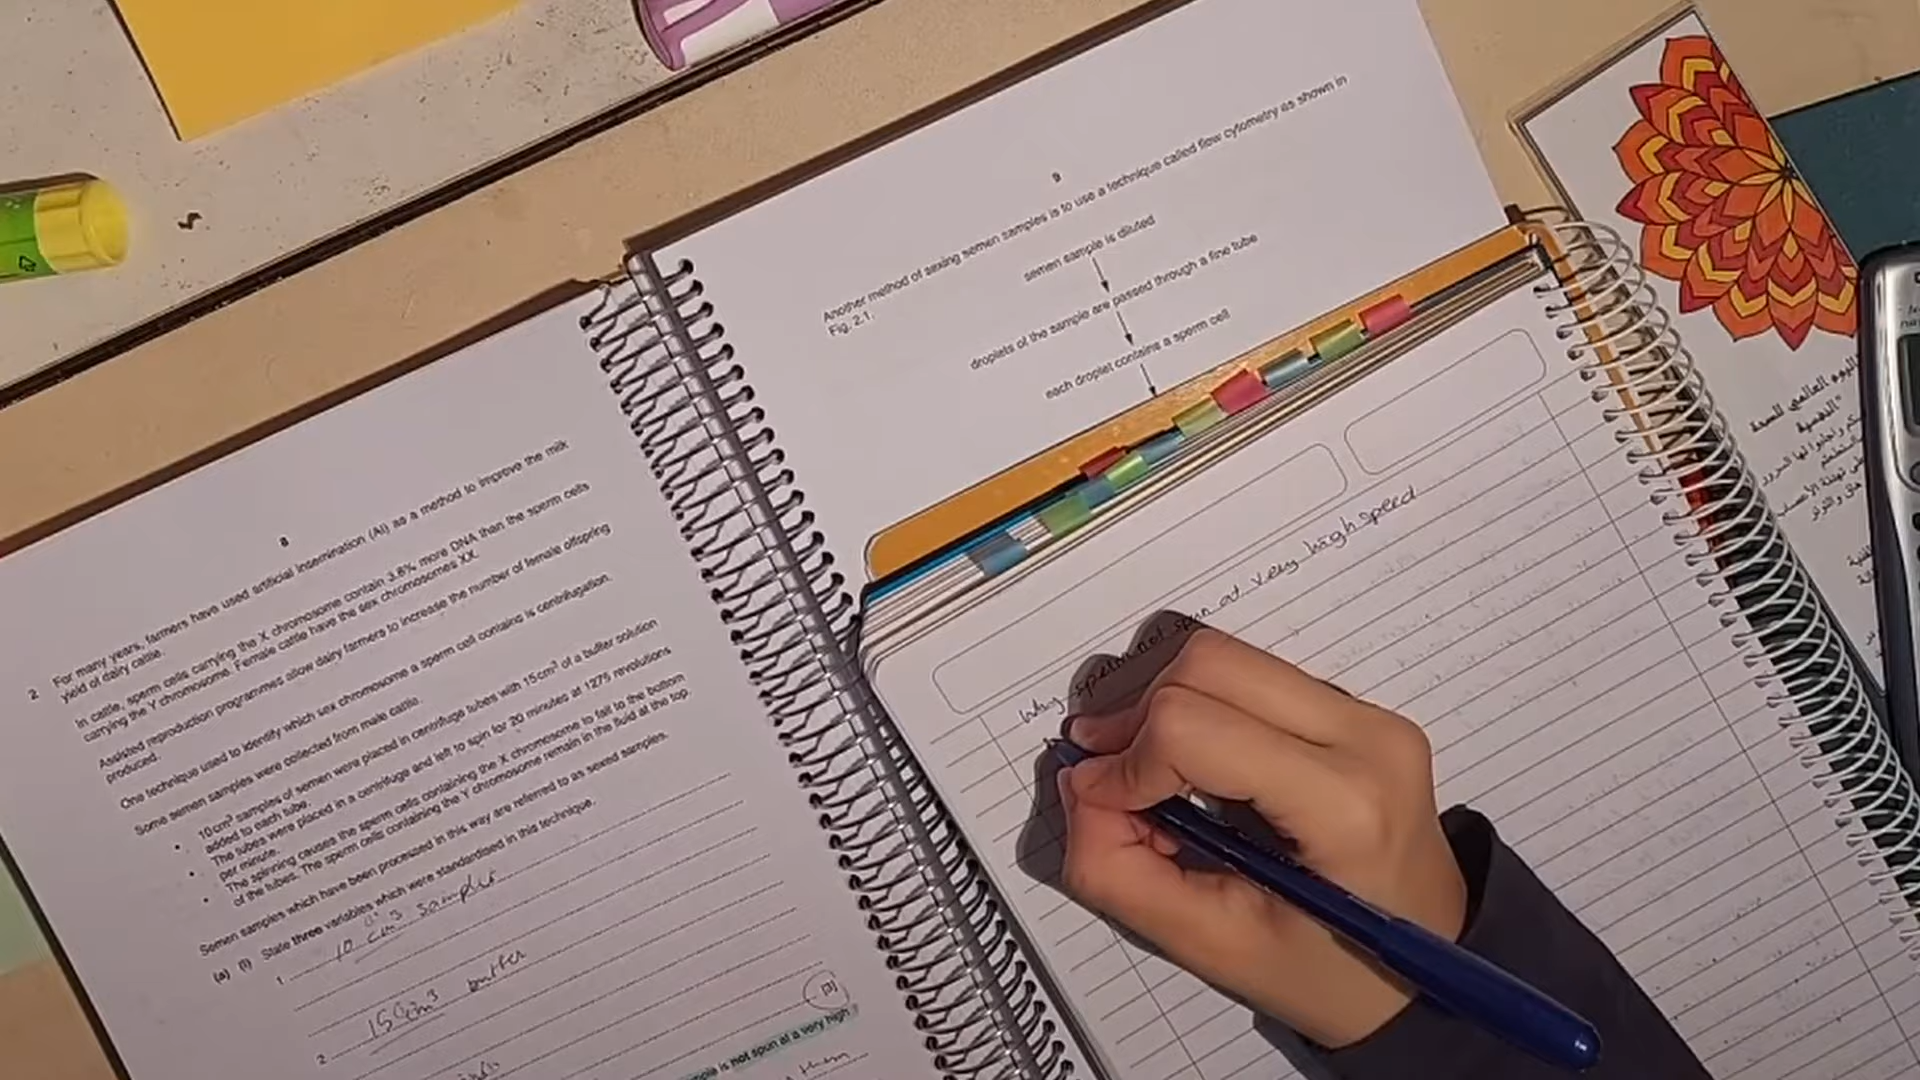 8
2 For many years, farmers have used artificial insemination (AI) as a method to improve the milk
yield of dairy cattle.
In cattle, sperm cells carrying the X chromosome contain 3.8% more DNA than the sperm cells
carrying the Y chromosome. Female cattle have the sex chromosomes XX.
Assisted reproduction programmes allow dairy farmers to increase the number of female offspring
produced.
One technique used to identify which sex chromosome a sperm cell contains is centrifugation.
Some semen samples were collected from male cattle.
• 10cm³ samples of semen were placed in centrifuge tubes with 15cm³ of a buffer solution
added to each tube.
• The tubes were placed in a centrifuge and left to spin for 20 minutes at 1275 revolutions
per minute.
• The spinning causes the sperm cells containing the X chromosome to fall to the bottom
of the tubes. The sperm cells containing the Y chromosome remain in the fluid at the top.
Semen samples which have been processed in this way are referred to as sexed samples.
(a) (i) State three variables which were standardised in this technique.
1 10 cm³ samples
2 15cm³ buffer
[3]
is not spun at a very high
them
9
Another method of sexing semen samples is to use a technique called flow cytometry as shown in
Fig. 2.1.
semen sample is diluted
droplets of the sample are passed through a fine tube
each droplet contains a sperm cell
Why sperm not spun at very high speed